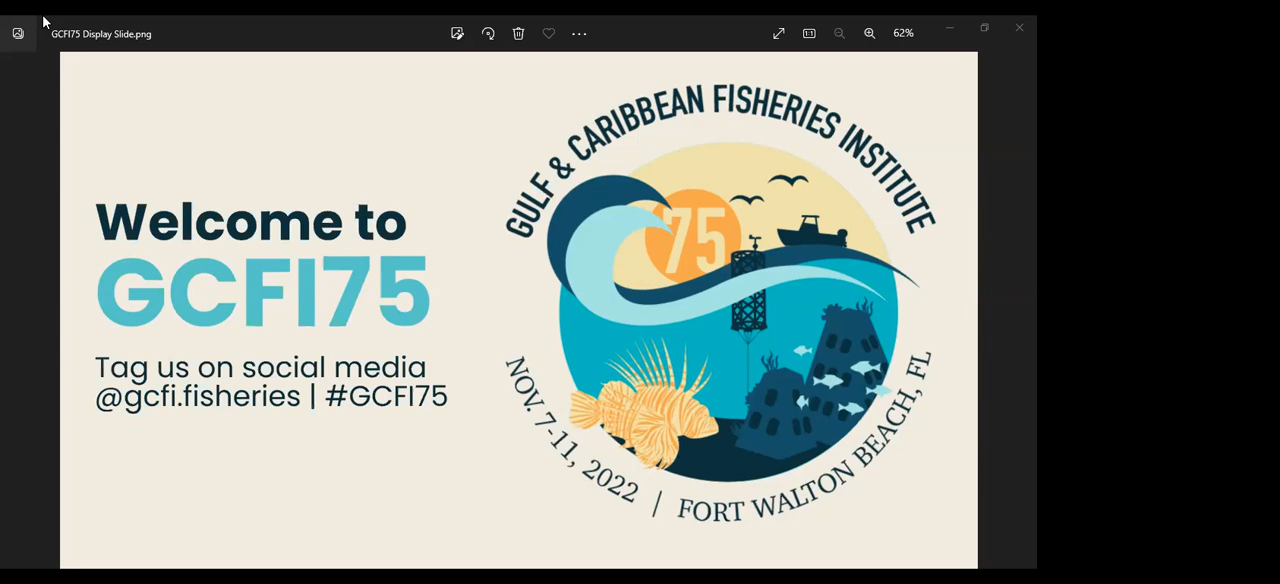 GCFI75 Display Slide.png
62%
Welcome to
GCFI75
Tag us on social media
@gcfi.fisheries | #GCFI75
GULF & CARIBBEAN FISHERIES INSTITUTE
75
NOV. 7-11, 2022 / FORT WALTON BEACH, FL